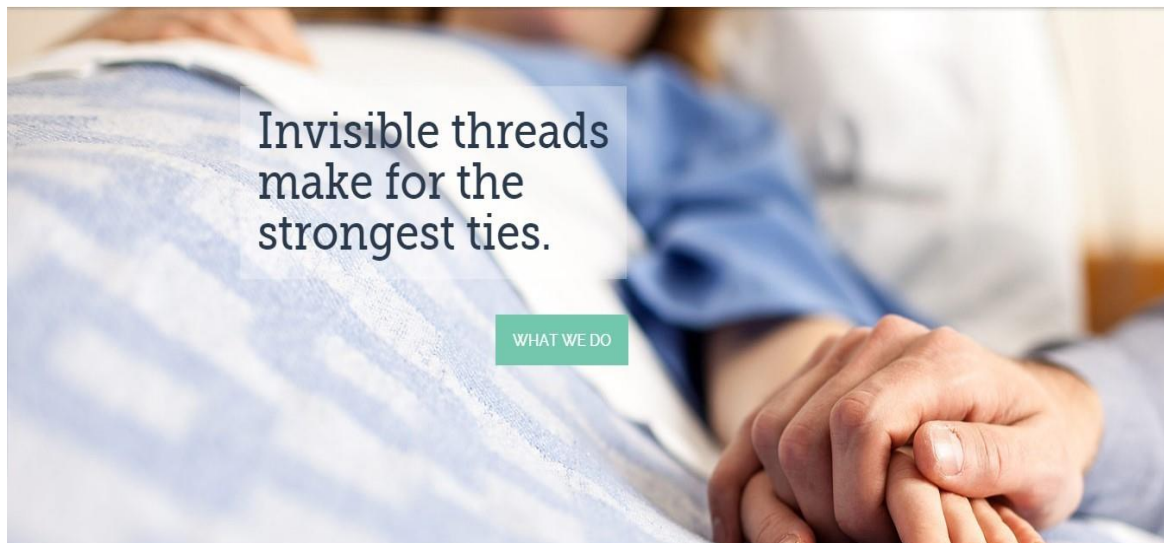 Invisible threads
make for the
strongest ties.
WHAT WE DO